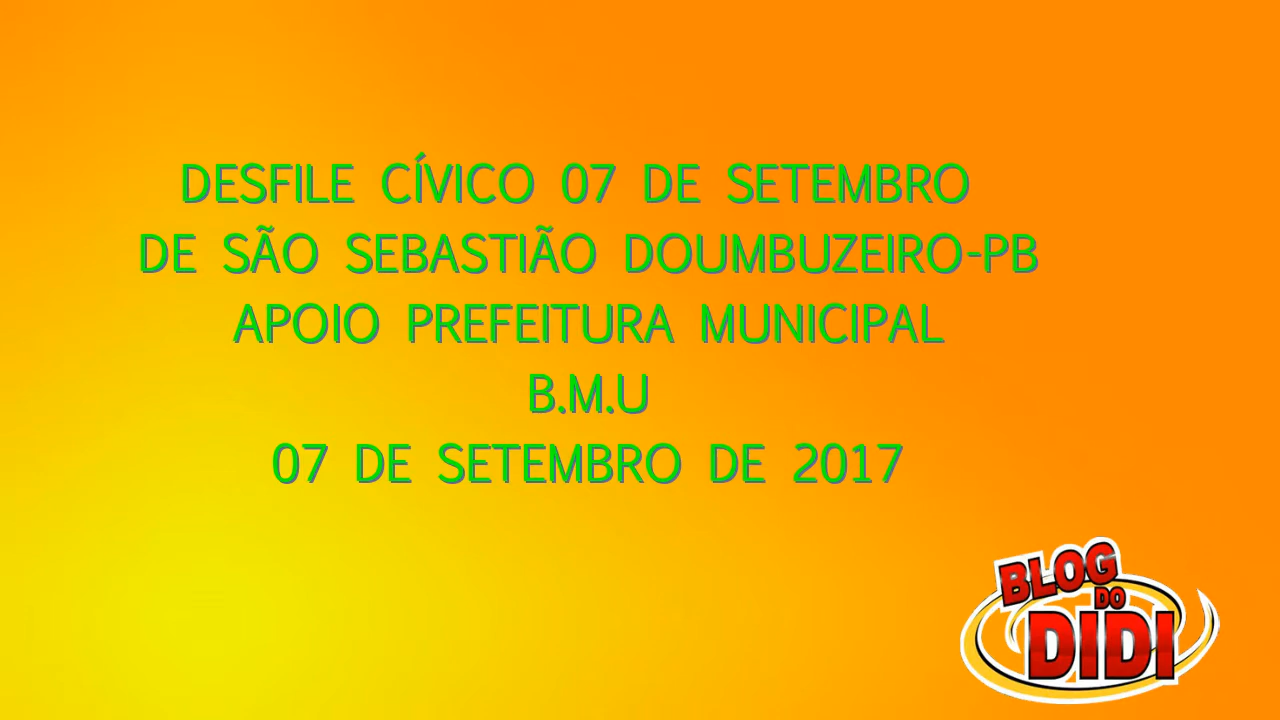 DESFILE CÍVICO 07 DE SETEMBRO
DE SÃO SEBASTIÃO DOUMBUZEIRO-PB
APOIO PREFEITURA MUNICIPAL
B.M.U
07 DE SETEMBRO DE 2017
BLOG
DO
DIDI